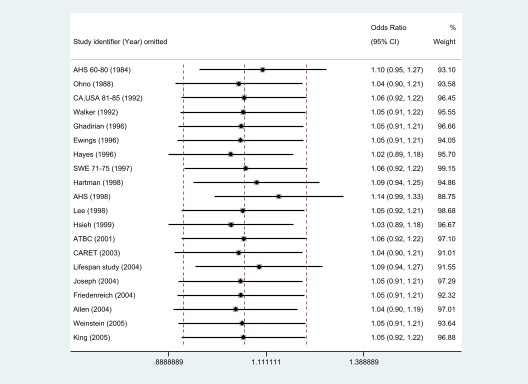 Odds Ratio %
Study identifier (Year) omitted (95% CI) Weight
AHS 60-80 (1984) 1.10 (0.95, 1.27) 93.10
Ohno (1988) 1.04 (0.90, 1.21) 93.58
CA,USA 81-85 (1992) 1.06 (0.92, 1.22) 96.45
Walker (1992) 1.05 (0.91, 1.22) 95.55
Ghadirian (1996) 1.05 (0.91, 1.21) 96.66
Ewings (1996) 1.05 (0.91, 1.21) 94.05
Hayes (1996) 1.02 (0.89, 1.18) 95.70
SWE 71-75 (1997) 1.06 (0.92, 1.22) 99.15
Hartman (1998) 1.09 (0.94, 1.25) 94.86
AHS (1998) 1.14 (0.99, 1.33) 88.75
Lee (1998) 1.05 (0.92, 1.21) 98.68
Hsieh (1999) 1.03 (0.89, 1.18) 96.67
ATBC (2001) 1.06 (0.92, 1.22) 97.10
CARET (2003) 1.04 (0.90, 1.21) 91.01
Lifespan study (2004) 1.09 (0.94, 1.27) 91.55
Joseph (2004) 1.05 (0.91, 1.21) 97.29
Friedenreich (2004) 1.05 (0.91, 1.21) 92.32
Allen (2004) 1.04 (0.90, 1.19) 97.01
Weinstein (2005) 1.05 (0.91, 1.21) 93.64
King (2005) 1.05 (0.92, 1.22) 96.88
.8888889 1.111111 1.388889